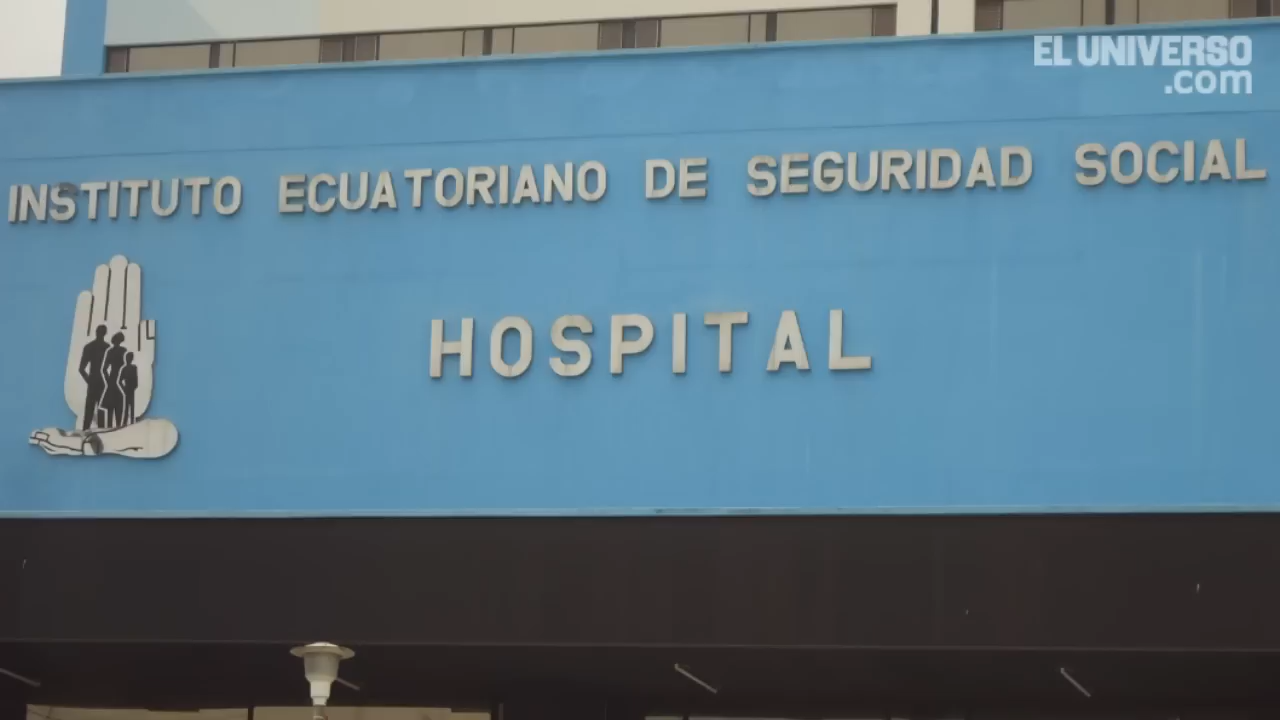 EL UNIVERSO
.com
INSTITUTO ECUATORIANO DE SEGURIDAD SOCIAL
HOSPITAL